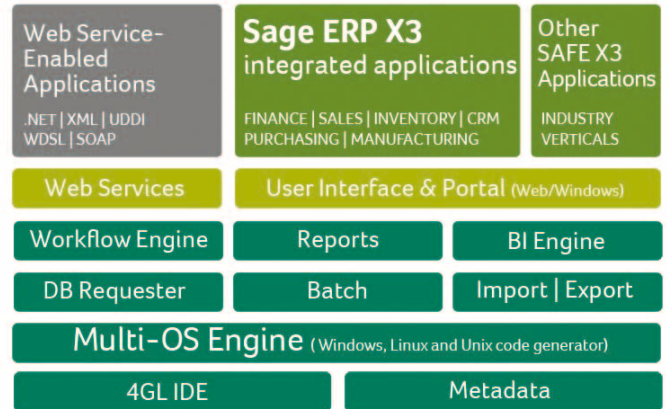 Web Service-
Enabled
Applications
.NET | XML | UDDI
WDSL | SOAP
Sage ERP X3
integrated applications
FINANCE | SALES | INVENTORY | CRM
PURCHASING | MANUFACTURING
Other
SAFE X3
Applications
INDUSTRY
VERTICALS
Web Services
User Interface & Portal (Web/Windows)
Workflow Engine
Reports
BI Engine
DB Requester
Batch
Import | Export
Multi-OS Engine (Windows, Linux and Unix code generator)
4GL IDE
Metadata